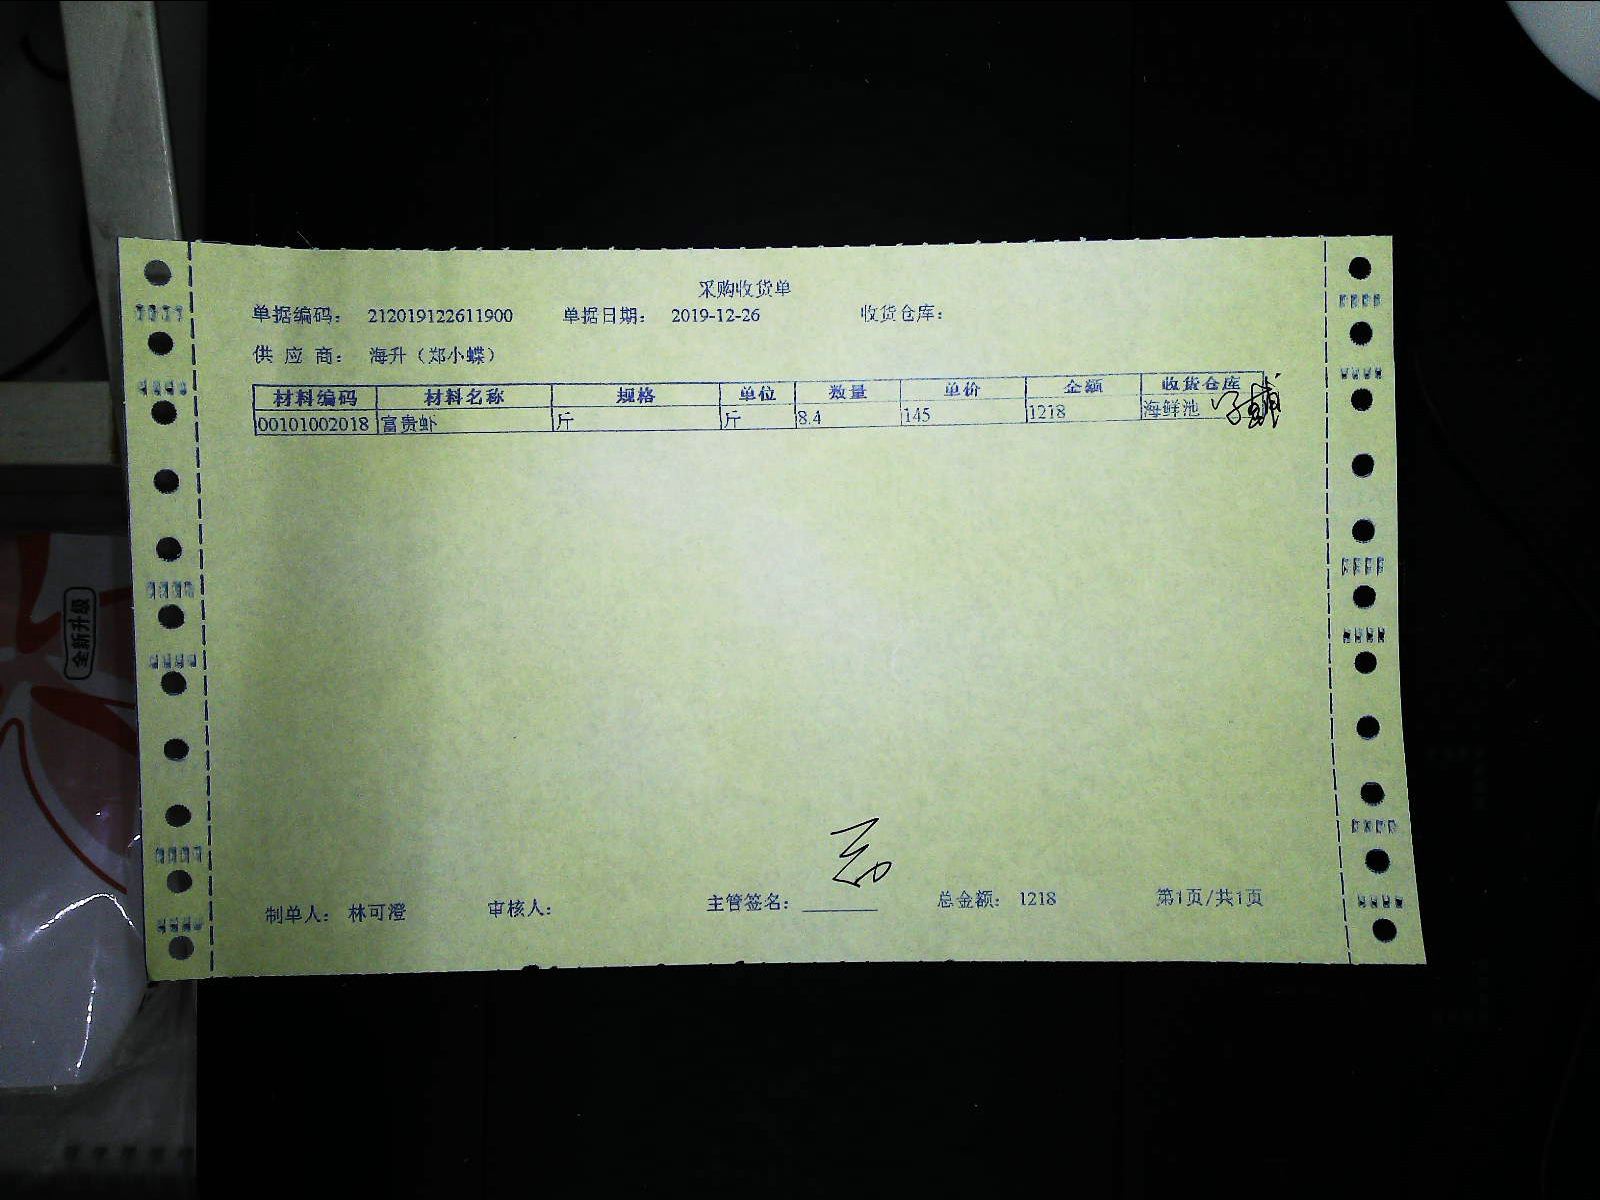 采购收货单
单据编码： 212019122611900 单据日期： 2019-12-26 收货仓库：
供 应 商： 海升（郑小蝶）
材料编码 材料名称 规格 单位 数量 单价 金额 收货仓库
00101002018 富贵虾 斤 斤 8.4 145 1218 海鲜池
制单人： 林可澄 审核人： 主管签名： 总金额： 1218 第1页/共1页
全新升级